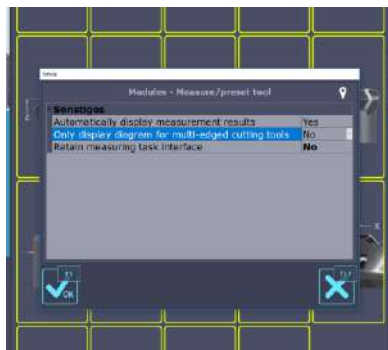 Modules - Measure/preset tool
Sonstiges
Automatically display measurement results Yes
Only display diagram for multi-edged cutting tools No
Retain measuring task interface No
OK